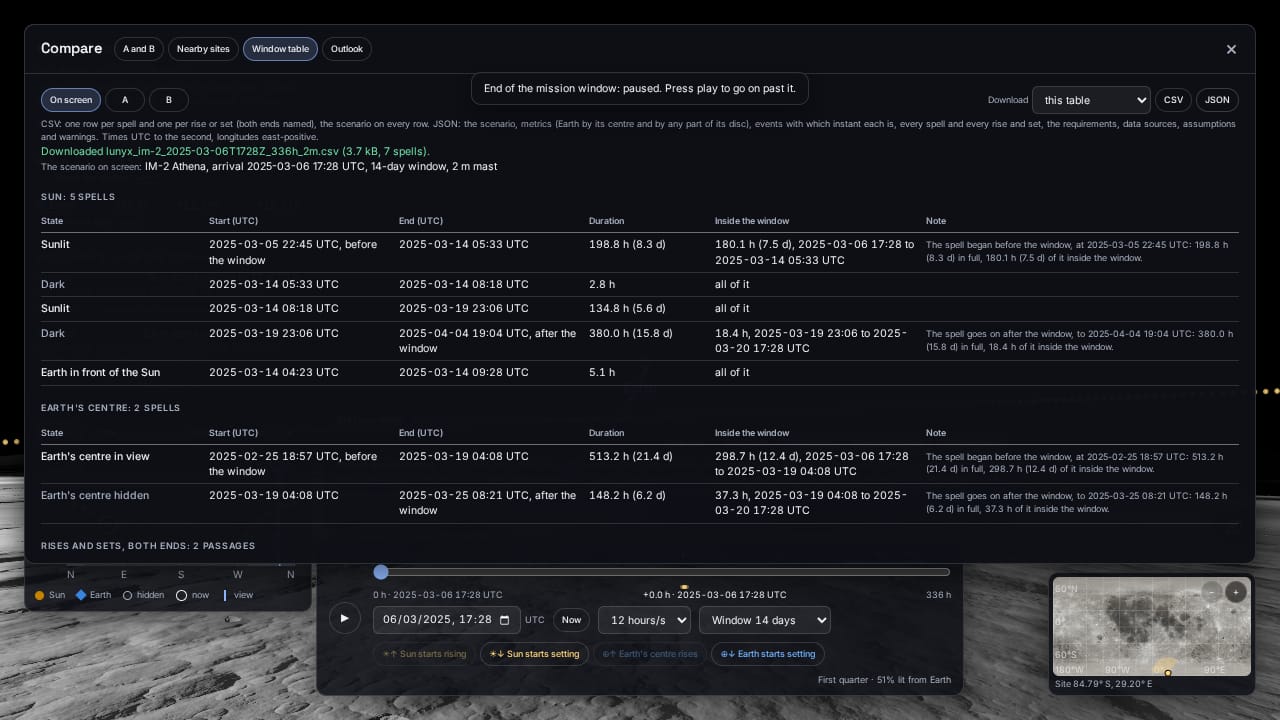 Compare A and B Nearby sites Window table Outlook ✕
End of the mission window: paused. Press play to go on past it.
On screen A B Download this table CSV JSON
CSV: one row per spell and one per rise or set (both ends named), the scenario on every row. JSON: the scenario, metrics (Earth by its centre and by any part of its disc), events with which instant each is, every spell and every rise and set, the requirements, data sources, assumptions
and warnings. Times UTC to the second, longitudes east-positive.
Downloaded lunyx_im-2_2025-03-06T1728Z_336h_2m.csv (3.7 kB, 7 spells).
The scenario on screen: IM-2 Athena, arrival 2025-03-06 17:28 UTC, 14-day window, 2 m mast
SUN: 5 SPELLS
State Start (UTC) End (UTC) Duration Inside the window Note
Sunlit 2025-03-05 22:45 UTC, before the window 2025-03-14 05:33 UTC 198.8 h (8.3 d) 180.1 h (7.5 d), 2025-03-06 17:28 to 2025-03-14 05:33 UTC The spell began before the window, at 2025-03-05 22:45 UTC: 198.8 h (8.3 d) in full, 180.1 h (7.5 d) of it inside the window.
Dark 2025-03-14 05:33 UTC 2025-03-14 08:18 UTC 2.8 h all of it
Sunlit 2025-03-14 08:18 UTC 2025-03-19 23:06 UTC 134.8 h (5.6 d) all of it
Dark 2025-03-19 23:06 UTC 2025-04-04 19:04 UTC, after the window 380.0 h (15.8 d) 18.4 h, 2025-03-19 23:06 to 2025-03-20 17:28 UTC The spell goes on after the window, to 2025-04-04 19:04 UTC: 380.0 h (15.8 d) in full, 18.4 h of it inside the window.
Earth in front of the Sun 2025-03-14 04:23 UTC 2025-03-14 09:28 UTC 5.1 h all of it
EARTH'S CENTRE: 2 SPELLS
State Start (UTC) End (UTC) Duration Inside the window Note
Earth's centre in view 2025-02-25 18:57 UTC, before the window 2025-03-19 04:08 UTC 513.2 h (21.4 d) 298.7 h (12.4 d), 2025-03-06 17:28 to 2025-03-19 04:08 UTC The spell began before the window, at 2025-02-25 18:57 UTC: 513.2 h (21.4 d) in full, 298.7 h (12.4 d) of it inside the window.
Earth's centre hidden 2025-03-19 04:08 UTC 2025-03-25 08:21 UTC, after the window 148.2 h (6.2 d) 37.3 h, 2025-03-19 04:08 to 2025-03-20 17:28 UTC The spell goes on after the window, to 2025-03-25 08:21 UTC: 148.2 h (6.2 d) in full, 37.3 h of it inside the window.
RISES AND SETS, BOTH ENDS: 2 PASSAGES
N E S W N
Sun Earth hidden now view
0 h · 2025-03-06 17:28 UTC +0.0 h · 2025-03-06 17:28 UTC 336 h
06/03/2025, 17:28 UTC Now 12 hours/s Window 14 days
☀↑ Sun starts rising ☀↓ Sun starts setting ⊕↑ Earth's centre rises ⊕↓ Earth starts setting
First quarter · 51% lit from Earth
60°N − +
0°
60°S
180°W 90°W 0° 90°E
Site 84.79° S, 29.20° E